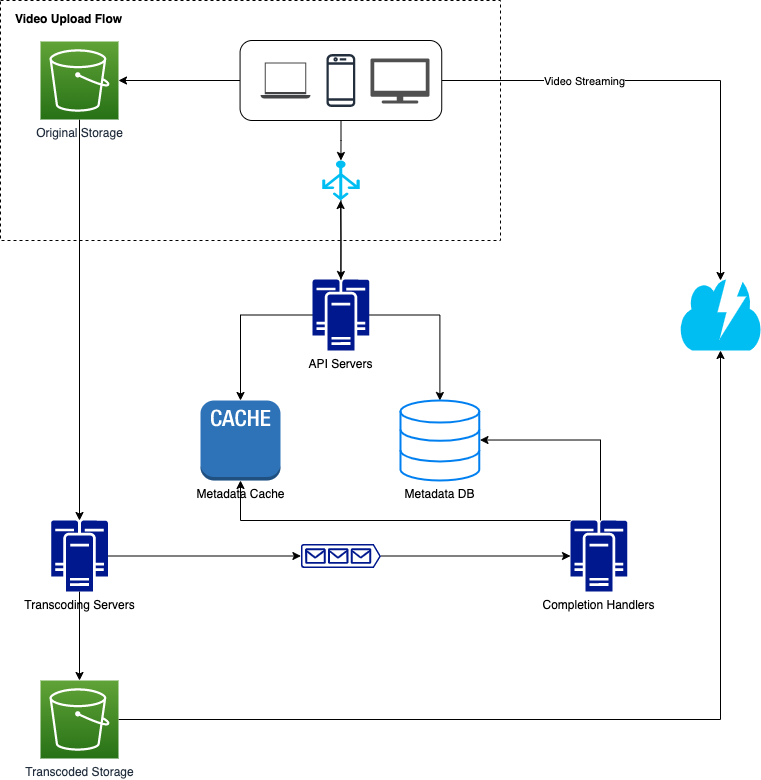 Video Upload Flow
Original Storage
Video Streaming
API Servers
CACHE
Metadata Cache
Metadata DB
Transcoding Servers
Completion Handlers
Transcoded Storage